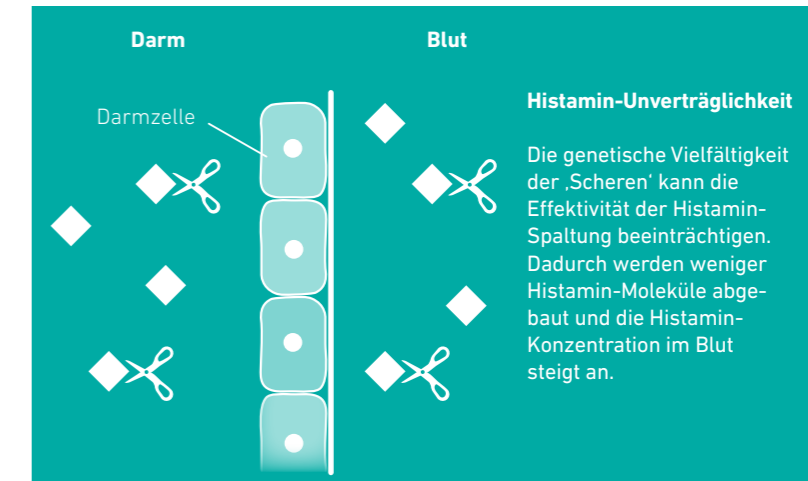 Darm
Blut
Darmzelle
Histamin-Unverträglichkeit
Die genetische Vielfältigkeit
der ‚Scheren‘ kann die
Effektivität der Histamin-
Spaltung beeinträchtigen.
Dadurch werden weniger
Histamin-Moleküle abge-
baut und die Histamin-
Konzentration im Blut
steigt an.